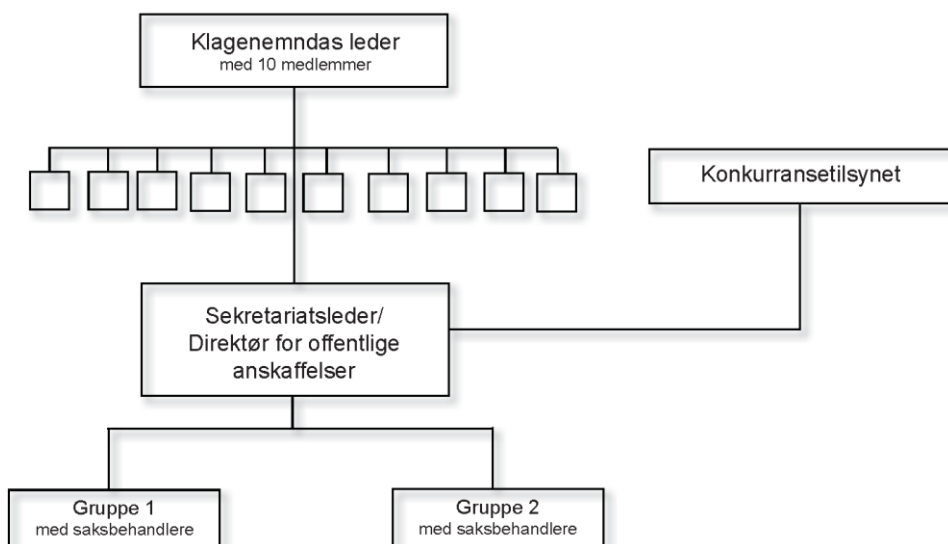 Klagenemndas leder
med 10 medlemmer
Konkurransetilsynet
Sekretariatsleder/
Direktør for offentlige
anskaffelser
Gruppe 1
med saksbehandlere
Gruppe 2
med saksbehandlere